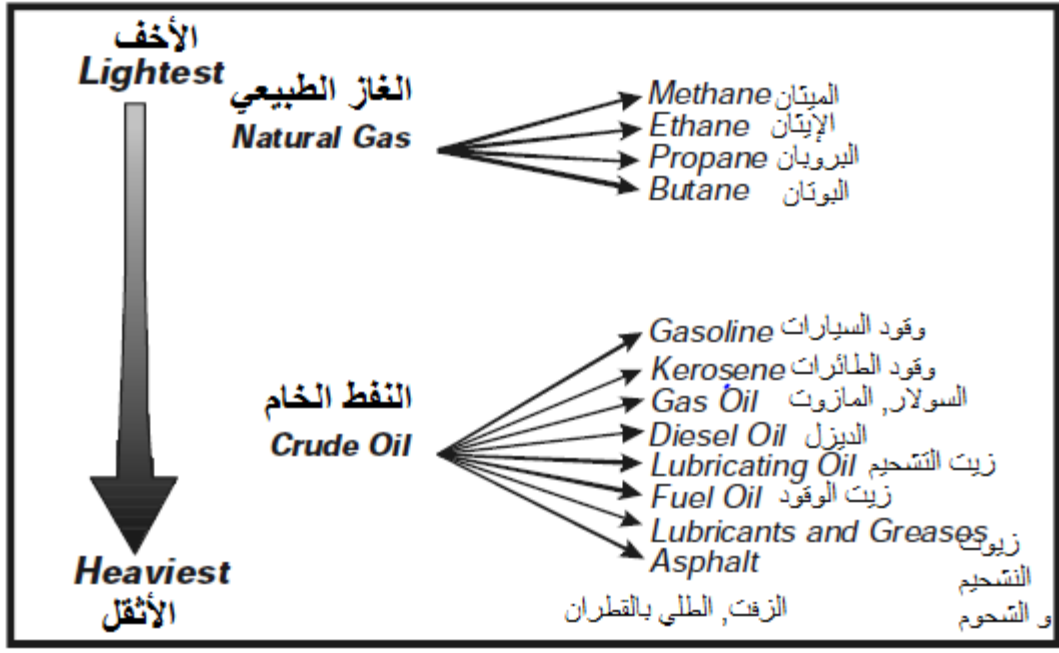 الأخف
Lightest
الغاز الطبيعي
Natural Gas
Methane الميتان
Ethane الإيتان
Propane البروبان
Butane البوتان
النفط الخام
Crude Oil
Gasoline وقود السيارات
Kerosene وقود الطائرات
Gas Oil السولار, المازوت
Diesel Oil الديزل
Lubricating Oil زيت التشحيم
Fuel Oil زيت الوقود
Lubricants and Greases
زيوت
التشحيم
و الشحوم
Asphalt
الزفت, الطلي بالقطران
Heaviest
الأثقل